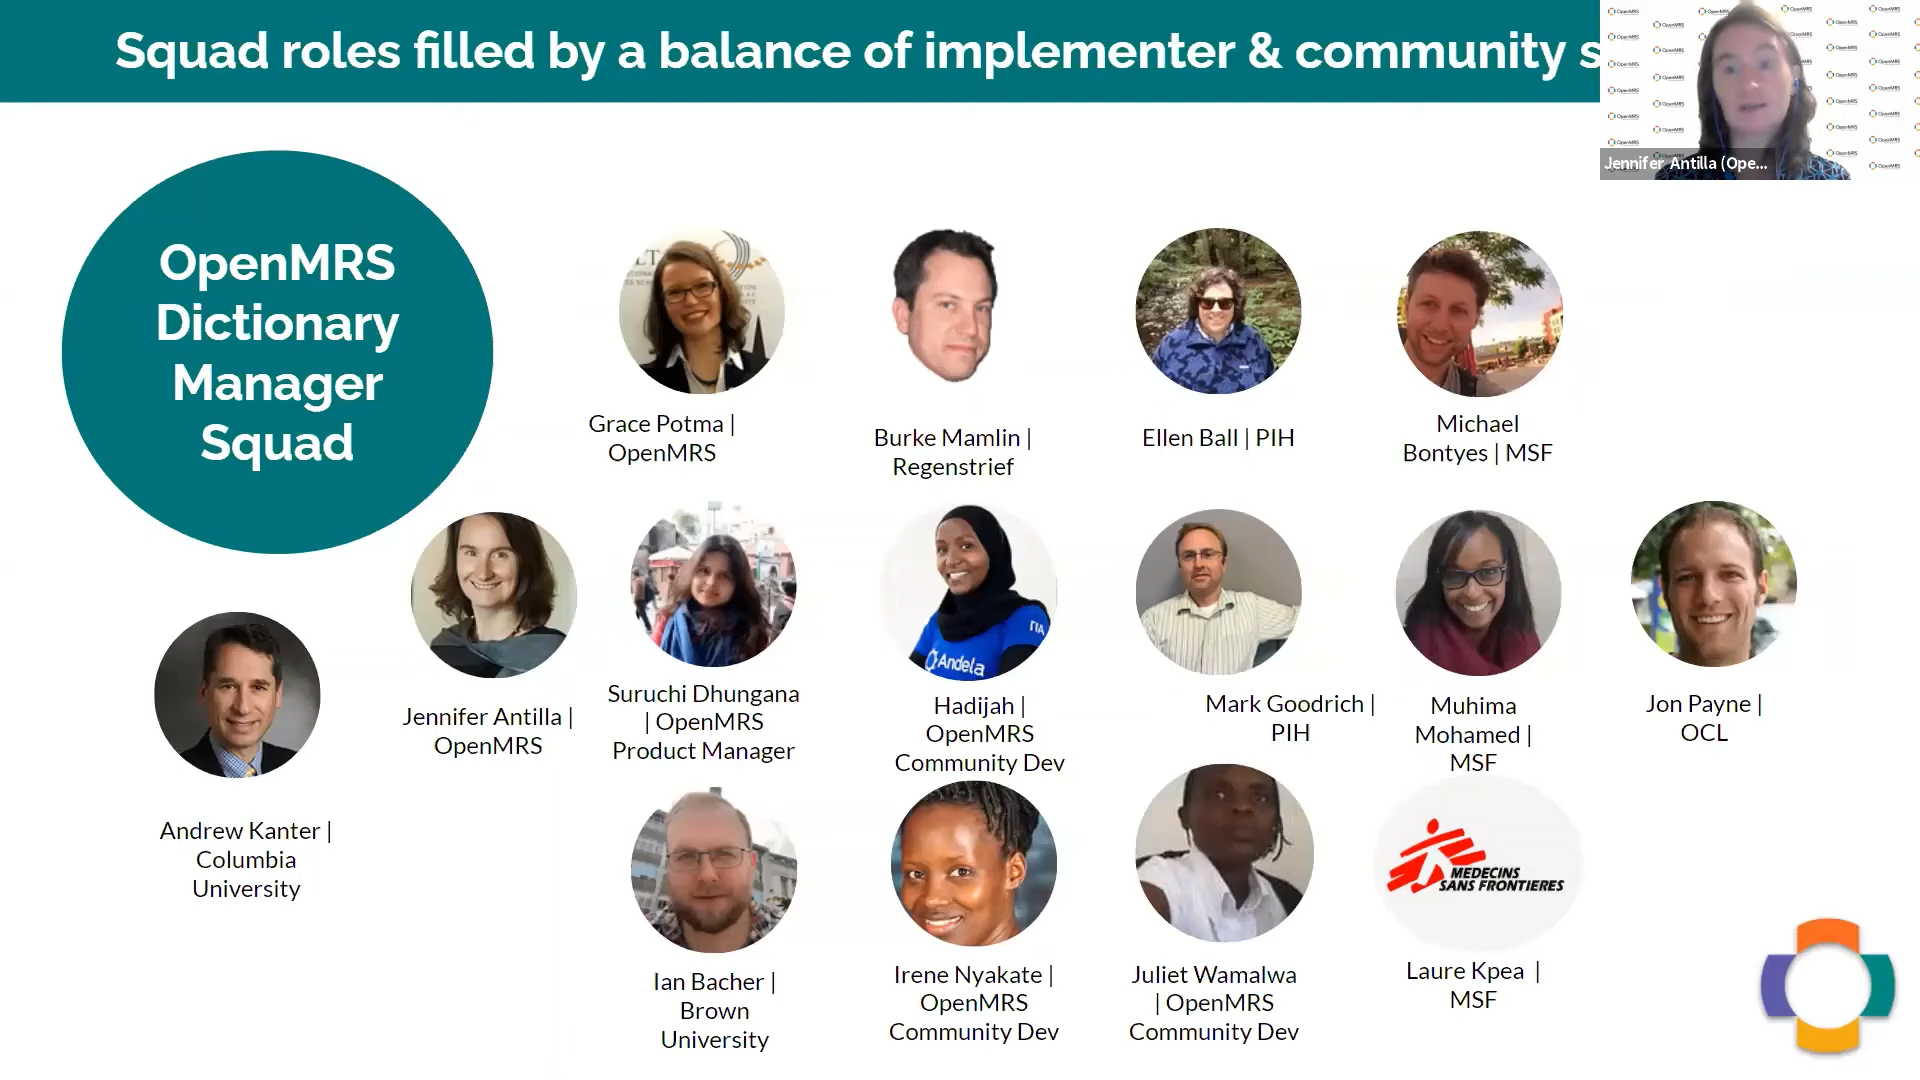 Squad roles filled by a balance of implementer & community s
Jennifer Antilla (Ope...
OpenMRS
Dictionary
Manager
Squad
Grace Potma |
OpenMRS
Burke Mamlin |
Regenstrief
Ellen Ball | PIH
Michael
Bontyes | MSF
Andela
Jennifer Antilla |
OpenMRS
Suruchi Dhungana
| OpenMRS
Product Manager
Hadijah |
OpenMRS
Community Dev
Mark Goodrich |
PIH
Muhima
Mohamed |
MSF
Jon Payne |
OCL
Andrew Kanter |
Columbia
University
MEDECINS
SANS FRONTIERES
Ian Bacher |
Brown
University
Irene Nyakate |
OpenMRS
Community Dev
Juliet Wamalwa
| OpenMRS
Community Dev
Laure Kpea |
MSF